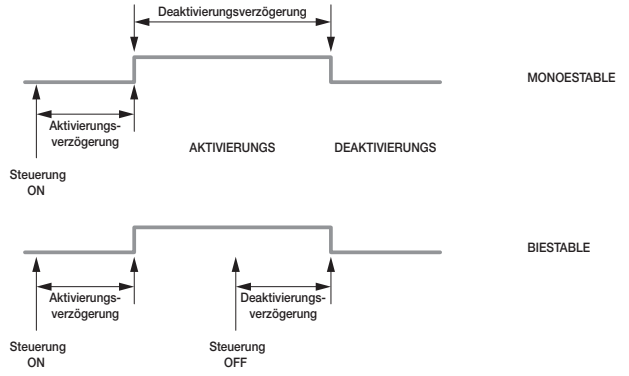 Deaktivierungsverzögerung
MONOESTABLE
Aktivierungs-
verzögerung
AKTIVIERUNGS
DEAKTIVIERUNGS
Steuerung
ON
BIESTABLE
Aktivierungs-
verzögerung
Deaktivierungs-
verzögerung
Steuerung
ON
Steuerung
OFF